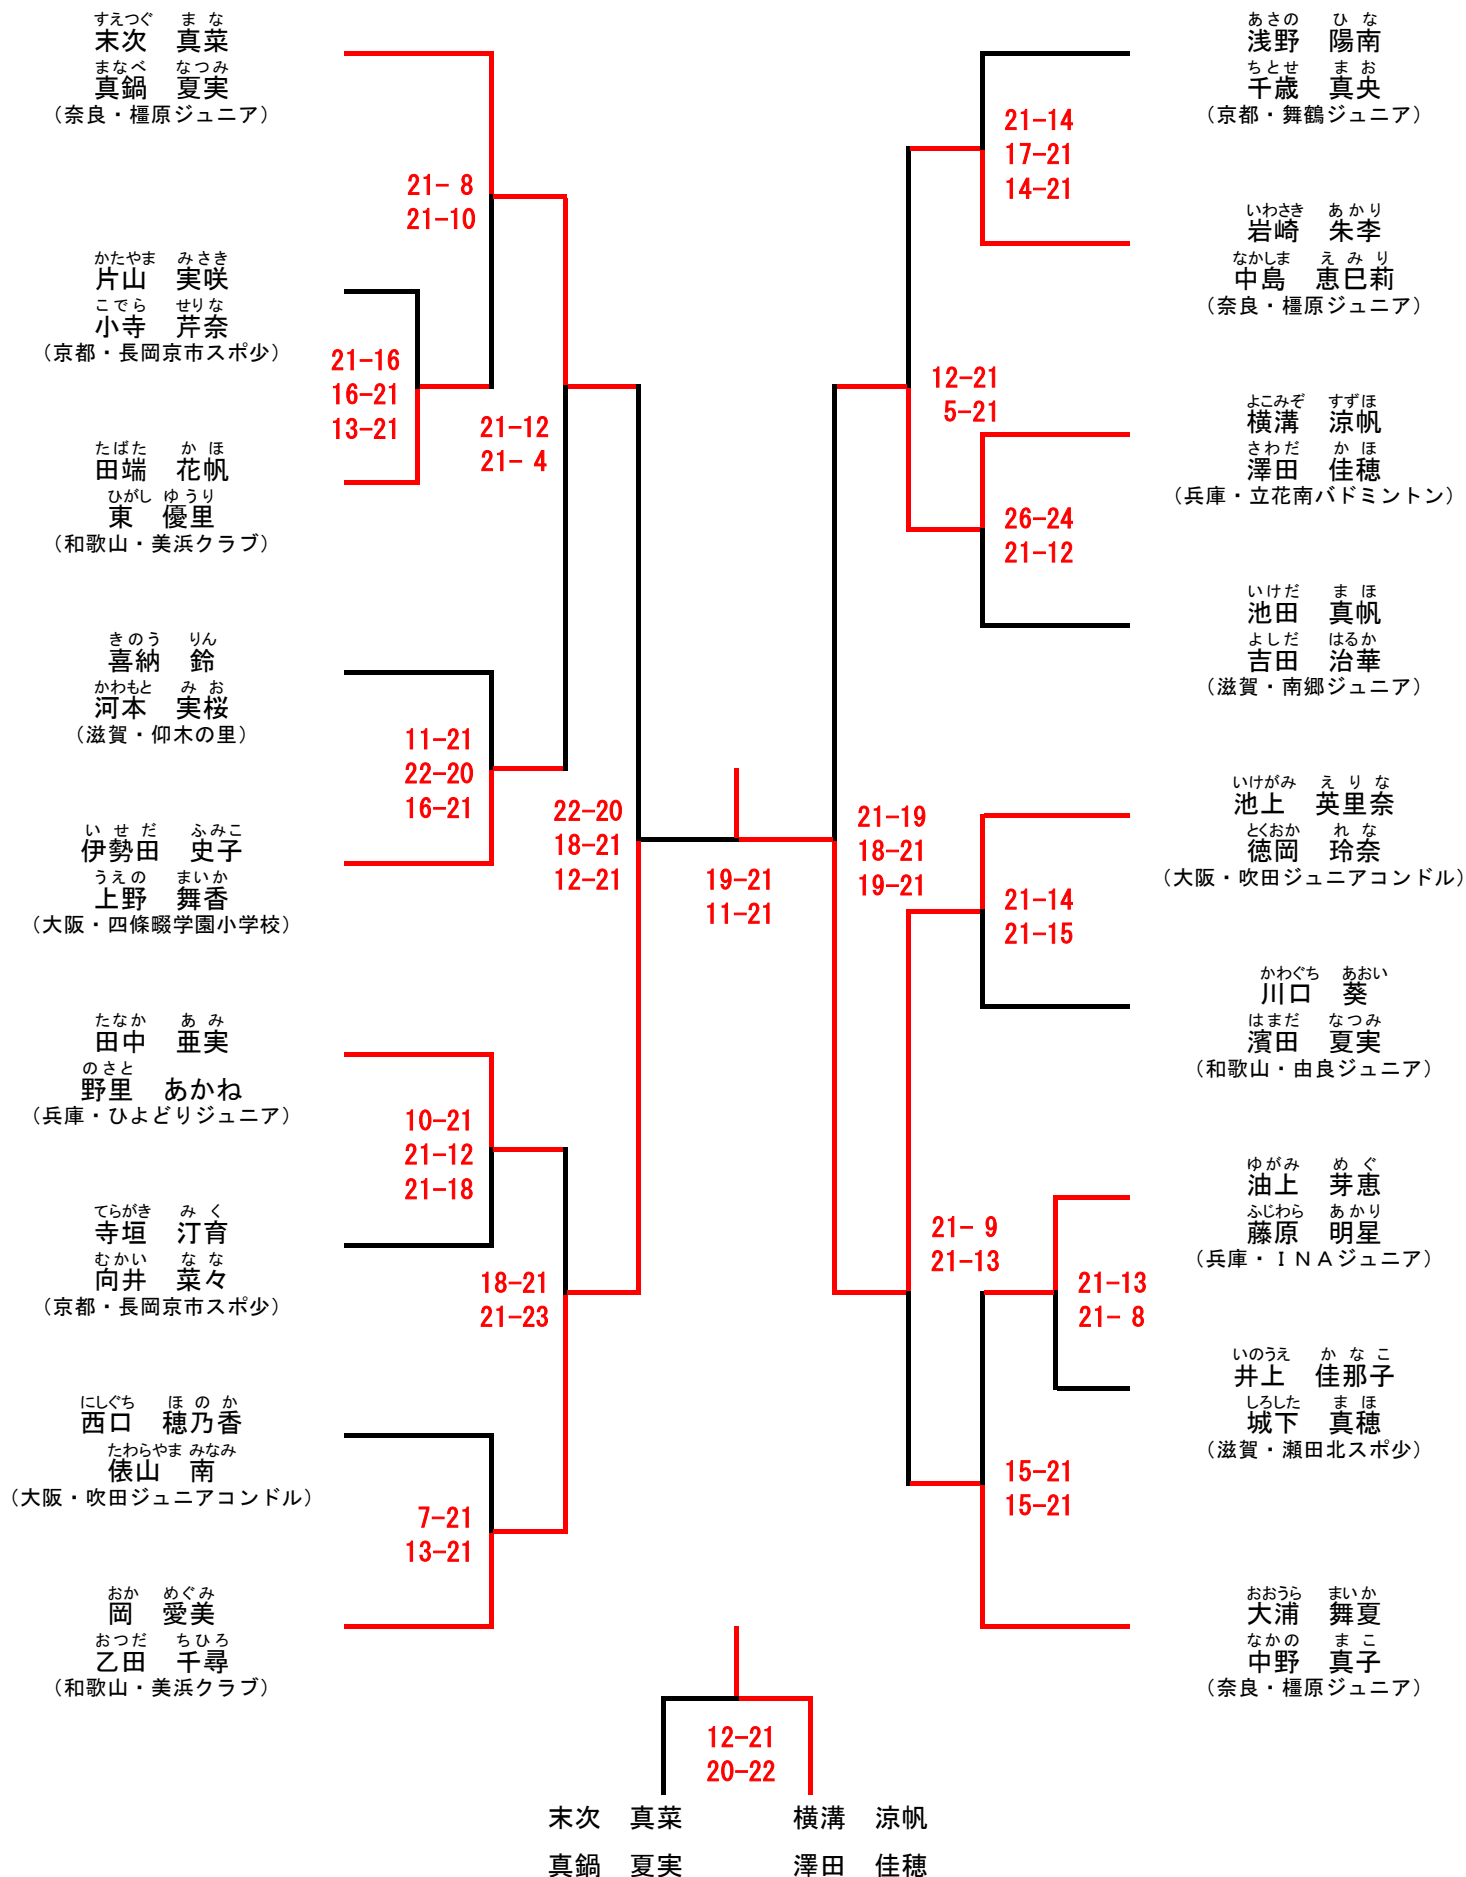 すえつぐ　ま な
末次　真菜
まなべ　なつみ
真鍋　夏実
（奈良・橿原ジュニア）
21- 8
21-10
かたやま　みさき
片山　実咲
こでら　せりな
小寺　芹奈
（京都・長岡京市スポ少）
21-16
16-21
13-21
たばた　か ほ
田端　花帆
ひがし　ゆうり
東　優里
（和歌山・美浜クラブ）
21-12
21- 4
きのう　りん
喜納　鈴
かわもと　み お
河本　実桜
（滋賀・仰木の里）
11-21
22-20
16-21
い せ だ　ふみこ
伊勢田　史子
うえの　まいか
上野　舞香
（大阪・四條畷学園小学校）
22-20
18-21
12-21
たなか　あ み
田中　亜実
のさと
野里　あかね
（兵庫・ひよどりジュニア）
10-21
21-12
21-18
てらがき　み く
寺垣　汀育
むかい　な な
向井　菜々
（京都・長岡京市スポ少）
18-21
21-23
にしぐち　ほ の か
西口　穂乃香
たわらやま みなみ
俵山　南
（大阪・吹田ジュニアコンドル）
7-21
13-21
おか　めぐみ
岡　愛美
おつだ　ちひろ
乙田　千尋
（和歌山・美浜クラブ）
19-21
11-21
あさの　ひ な
浅野　陽南
ちとせ　ま お
千歳　真央
（京都・舞鶴ジュニア）
21-14
17-21
14-21
いわさき　あかり
岩崎　朱李
なかしま　え み り
中島　恵巳莉
（奈良・橿原ジュニア）
12-21
5-21
よこみぞ　すずほ
横溝　涼帆
さわだ　か ほ
澤田　佳穂
（兵庫・立花南バドミントン）
26-24
21-12
いけだ　ま ほ
池田　真帆
よしだ　はるか
吉田　治華
（滋賀・南郷ジュニア）
21-19
18-21
19-21
いけがみ　え り な
池上　英里奈
とくおか　れ な
徳岡　玲奈
（大阪・吹田ジュニアコンドル）
21-14
21-15
かわぐち　あおい
川口　葵
はまだ　なつみ
濱田　夏実
（和歌山・由良ジュニア）
21- 9
21-13
ゆがみ　め ぐ
油上　芽恵
ふじわら　あかり
藤原　明星
（兵庫・ＩＮＡジュニア）
21-13
21- 8
いのうえ　か な こ
井上　佳那子
しろした　ま ほ
城下　真穂
（滋賀・瀬田北スポ少）
15-21
15-21
おおうら　まいか
大浦　舞夏
なかの　ま こ
中野　真子
（奈良・橿原ジュニア）
12-21
20-22
末次　真菜　横溝　涼帆
真鍋　夏実　澤田　佳穂